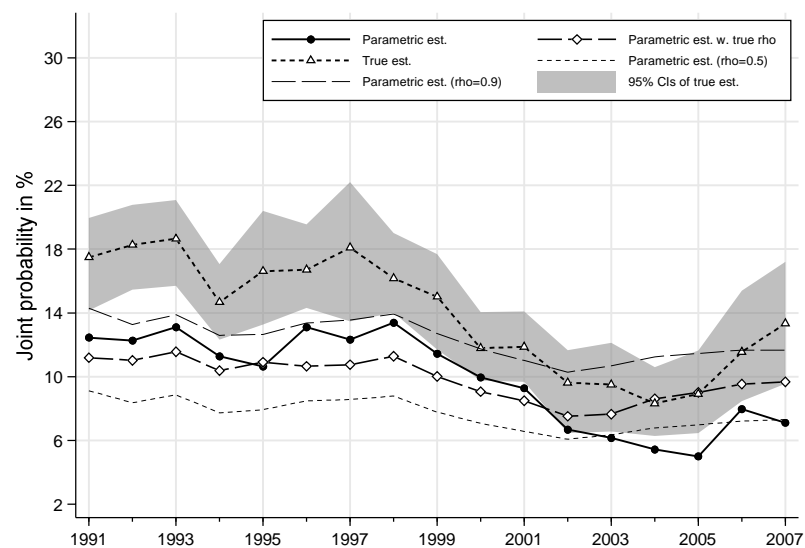 Parametric est.
Parametric est. w. true rho
True est.
Parametric est. (rho=0.5)
Parametric est. (rho=0.9)
95% CIs of true est.
Joint probability in %
30
26
22
18
14
10
6
2
1991 1993 1995 1997 1999 2001 2003 2005 2007